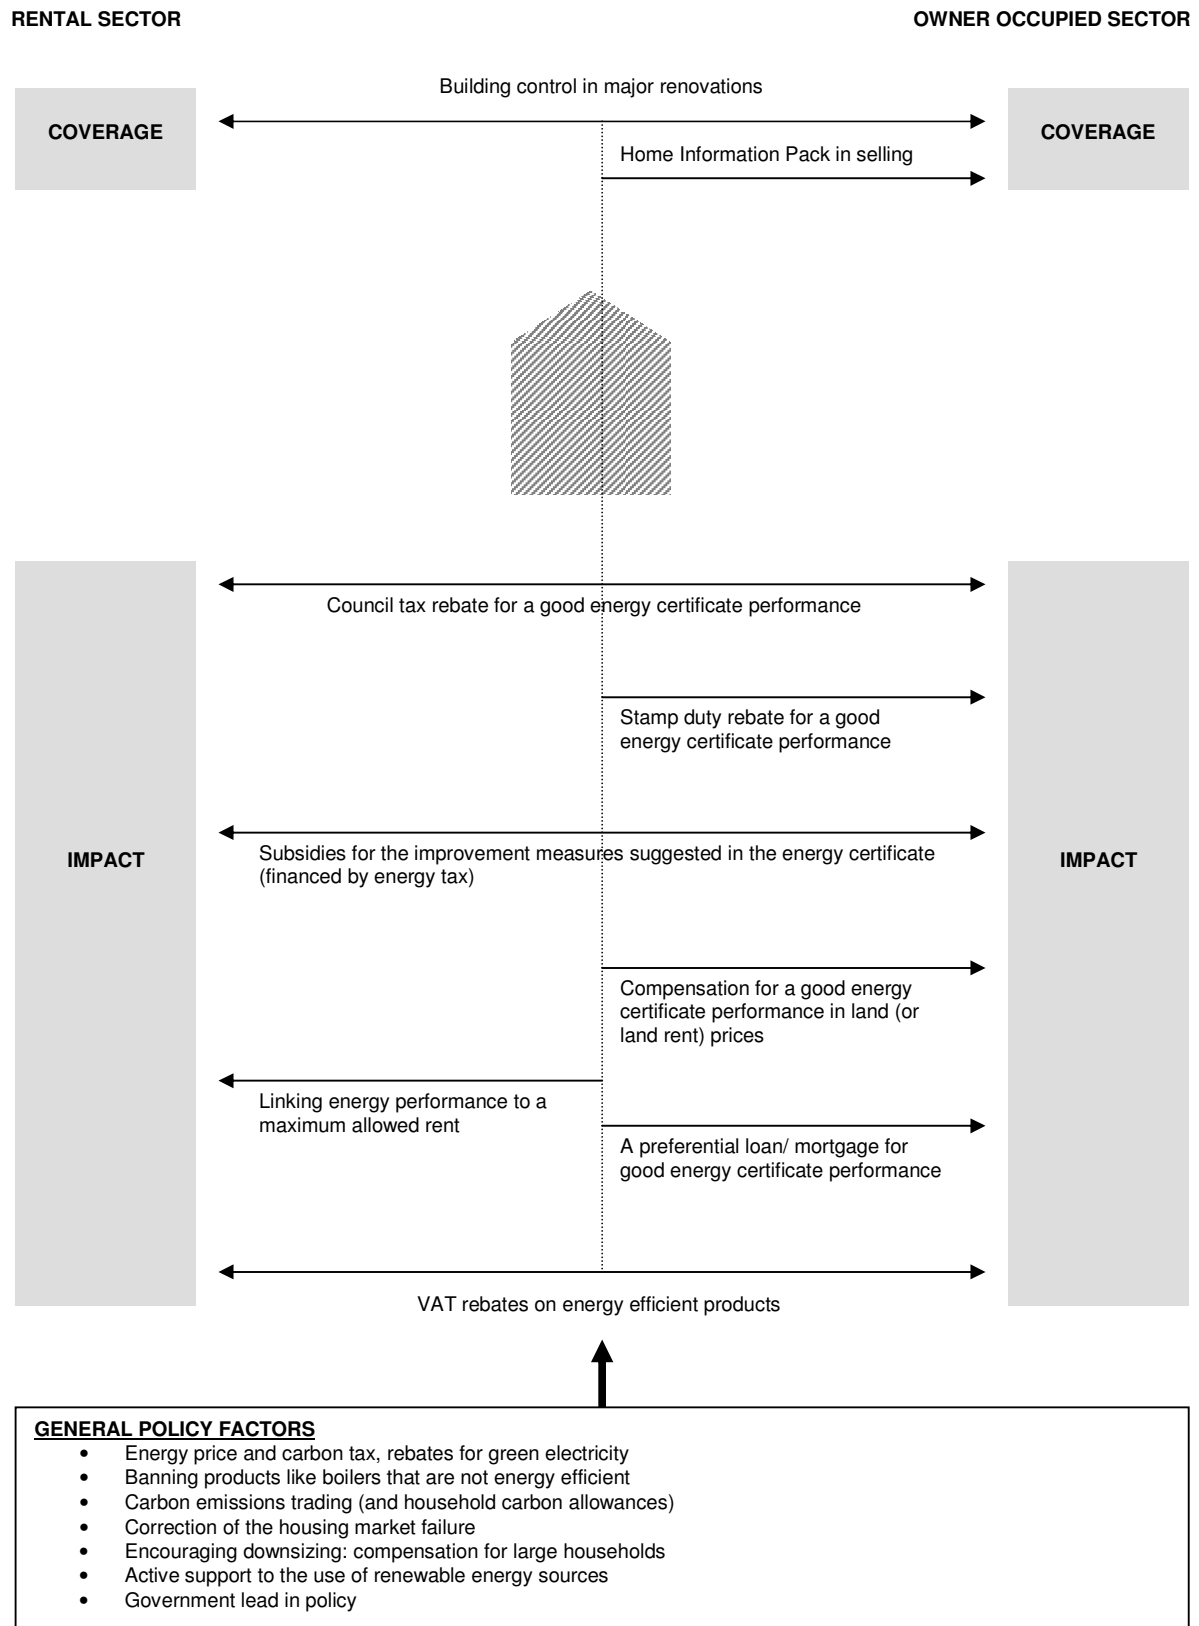 RENTAL SECTOR
OWNER OCCUPIED SECTOR
Building control in major renovations
COVERAGE
COVERAGE
Home Information Pack in selling
Council tax rebate for a good energy certificate performance
Stamp duty rebate for a good
energy certificate performance
IMPACT
Subsidies for the improvement measures suggested in the energy certificate
(financed by energy tax)
IMPACT
Compensation for a good energy
certificate performance in land (or
land rent) prices
Linking energy performance to a
maximum allowed rent
A preferential loan/ mortgage for
good energy certificate performance
VAT rebates on energy efficient products
GENERAL POLICY FACTORS
• Energy price and carbon tax, rebates for green electricity
• Banning products like boilers that are not energy efficient
• Carbon emissions trading (and household carbon allowances)
• Correction of the housing market failure
• Encouraging downsizing: compensation for large households
• Active support to the use of renewable energy sources
• Government lead in policy